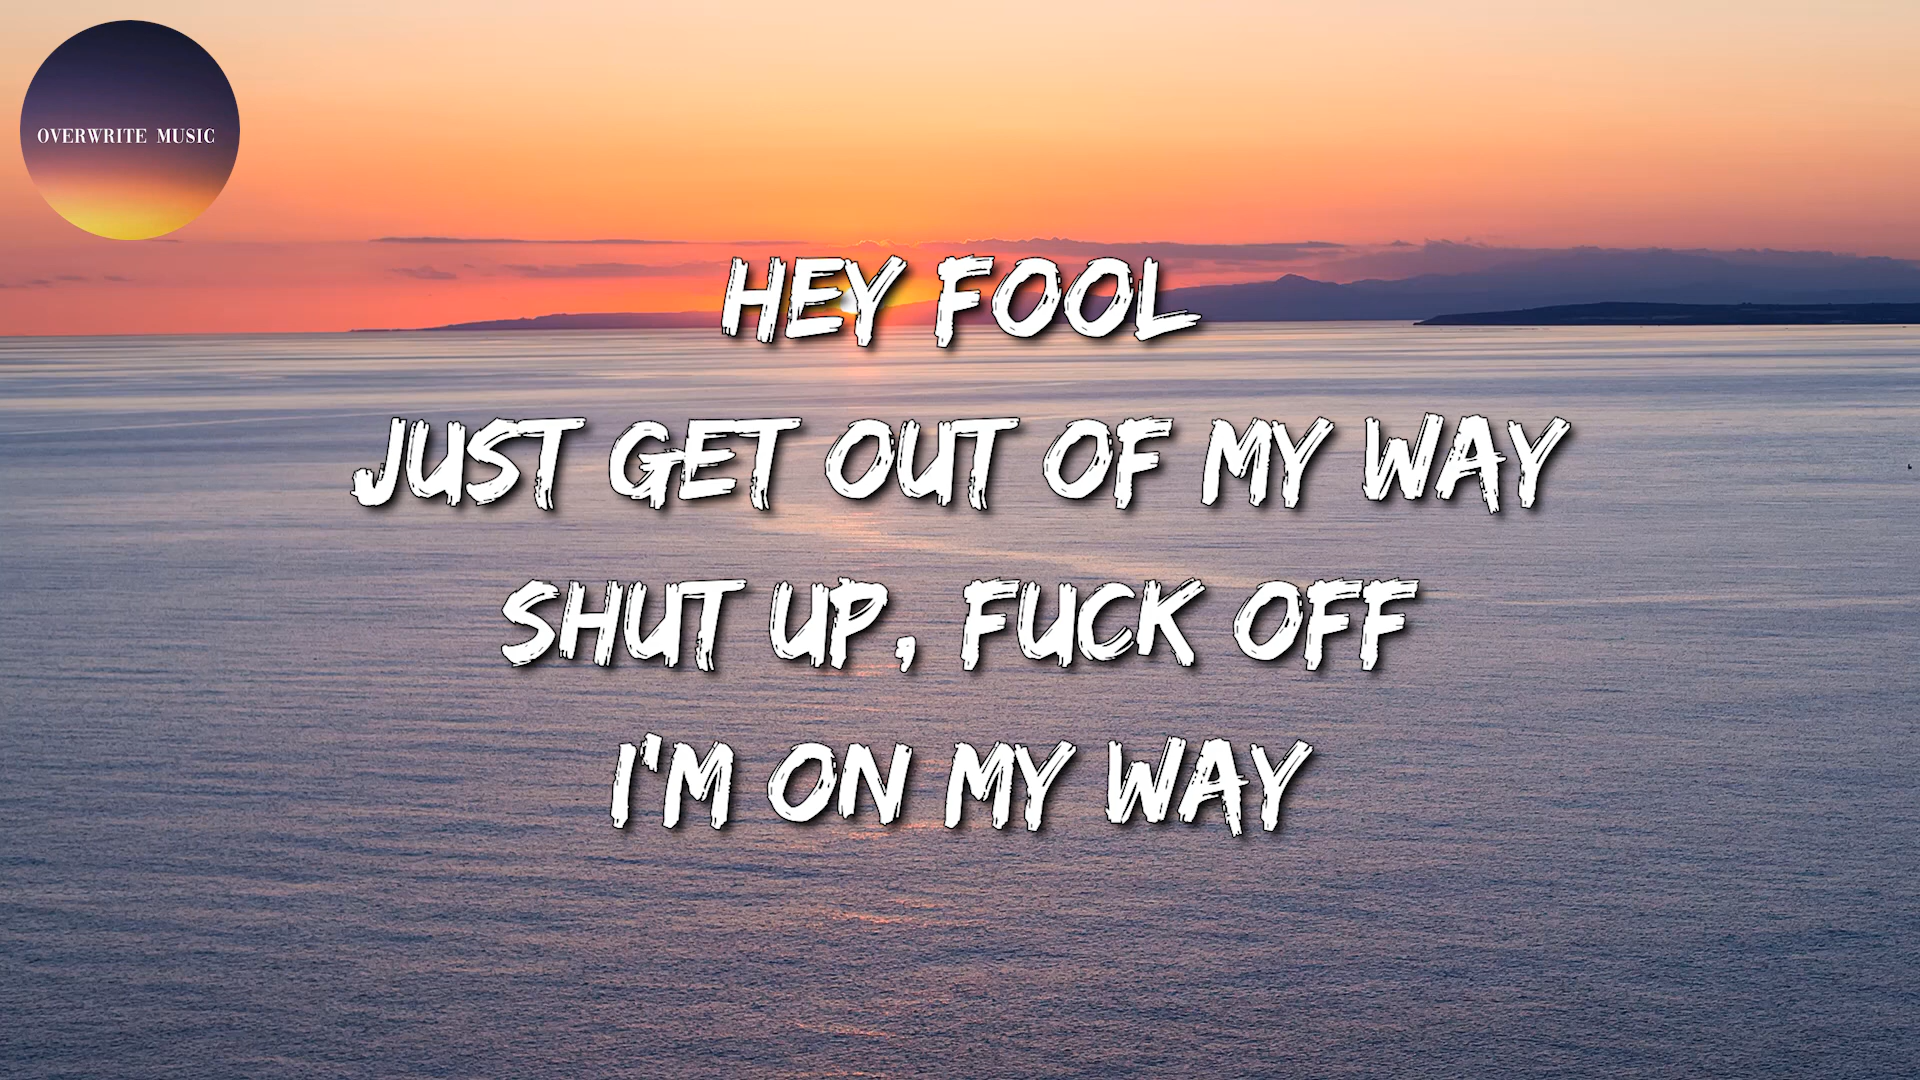 OVERWRITE MUSIC
HEY FOOL
JUST GET OUT OF MY WAY
SHUT UP, FUCK OFF
I'M ON MY WAY